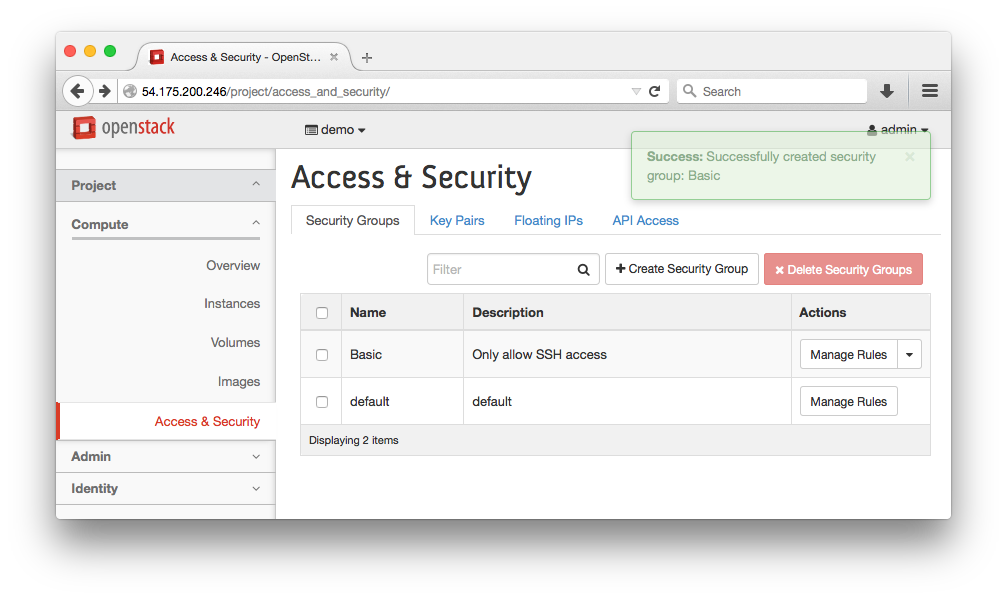 Access & Security - OpenSt...
54.175.200.246/project/access_and_security/
Search
openstack
demo
admin
Success: Successfully created security
group: Basic
Project
Compute
Overview
Instances
Volumes
Images
Access & Security
Admin
Identity
Access & Security
Security Groups Key Pairs Floating IPs API Access
Filter
Create Security Group
Delete Security Groups
Name Description Actions
Basic Only allow SSH access Manage Rules
default default Manage Rules
Displaying 2 items